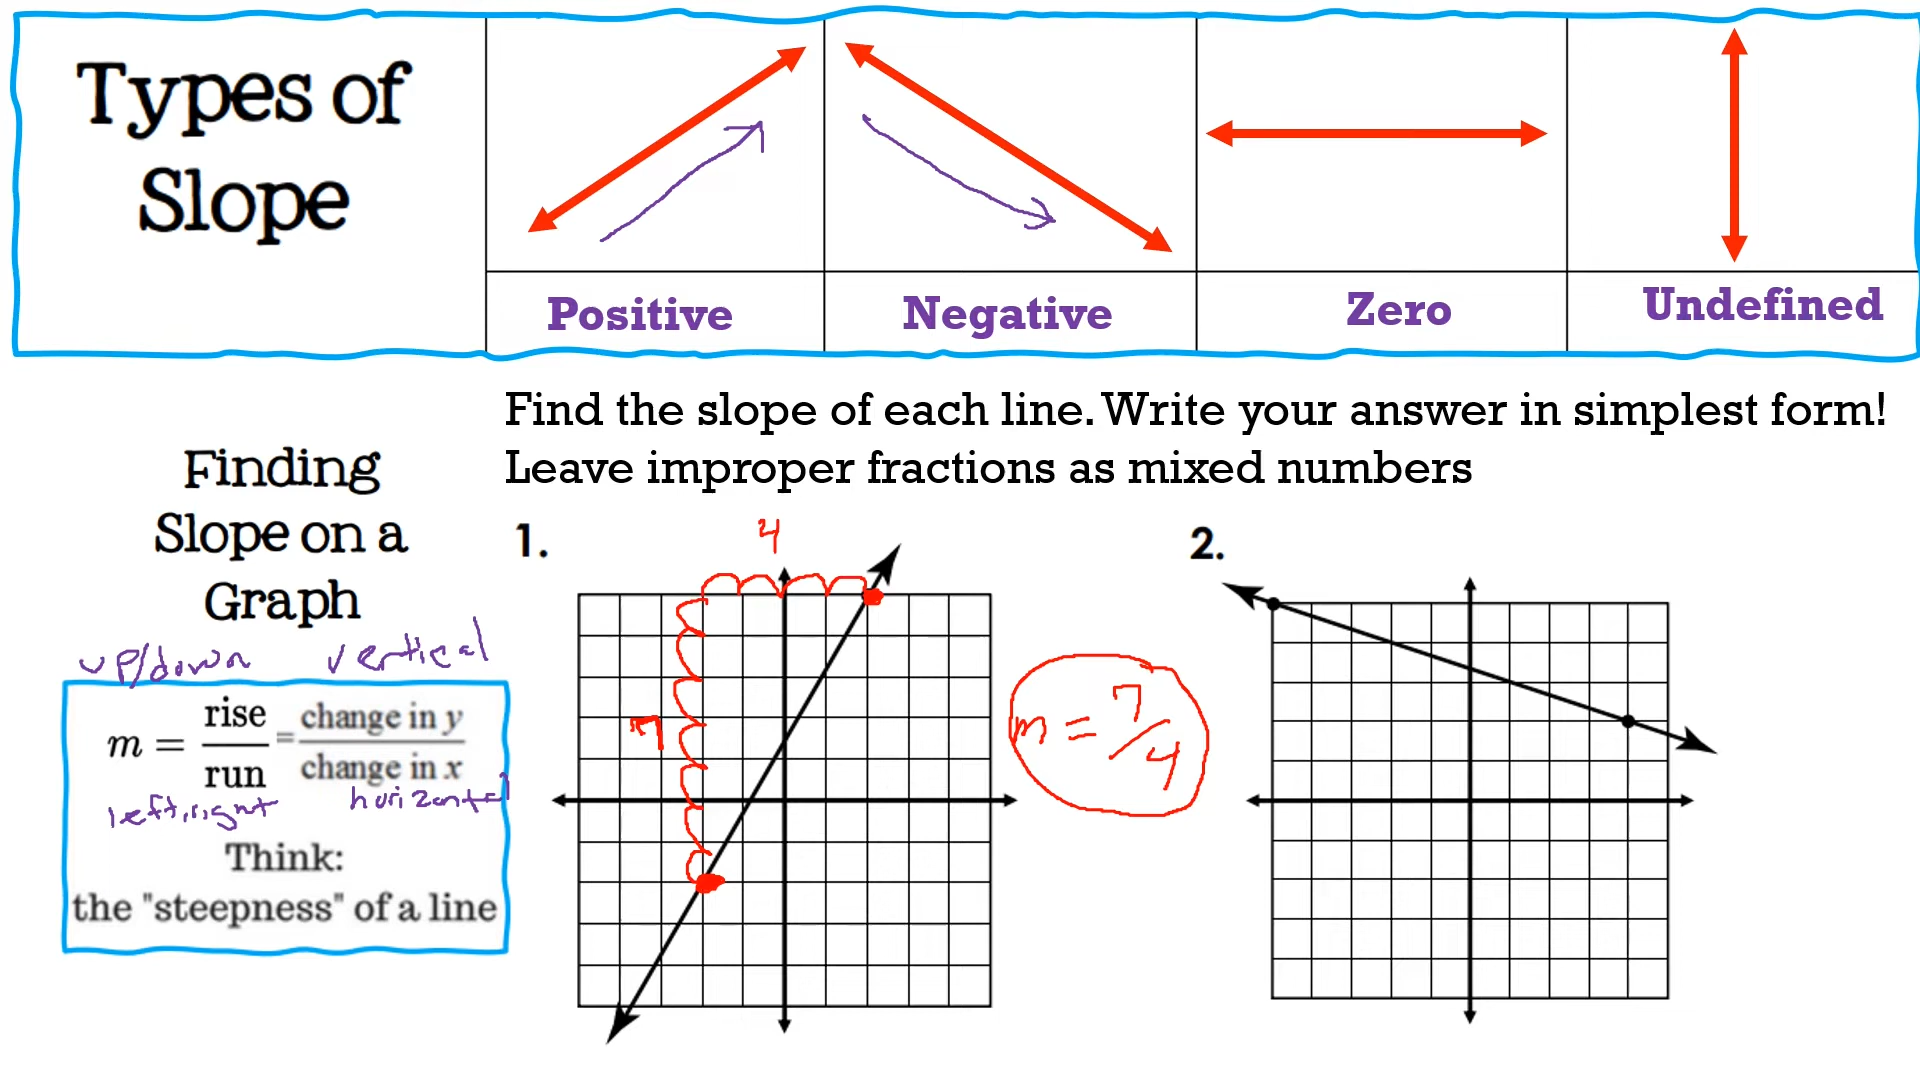 Types of
Slope
Positive
Negative
Zero
Undefined
Find the slope of each line. Write your answer in simplest form!
Leave improper fractions as mixed numbers
Finding
Slope on a
Graph
up/down vertical
m = rise/run = change in y/change in x
left,right horizontal
Think:
the "steepness" of a line
1.
4
7
m = 7/4
2.